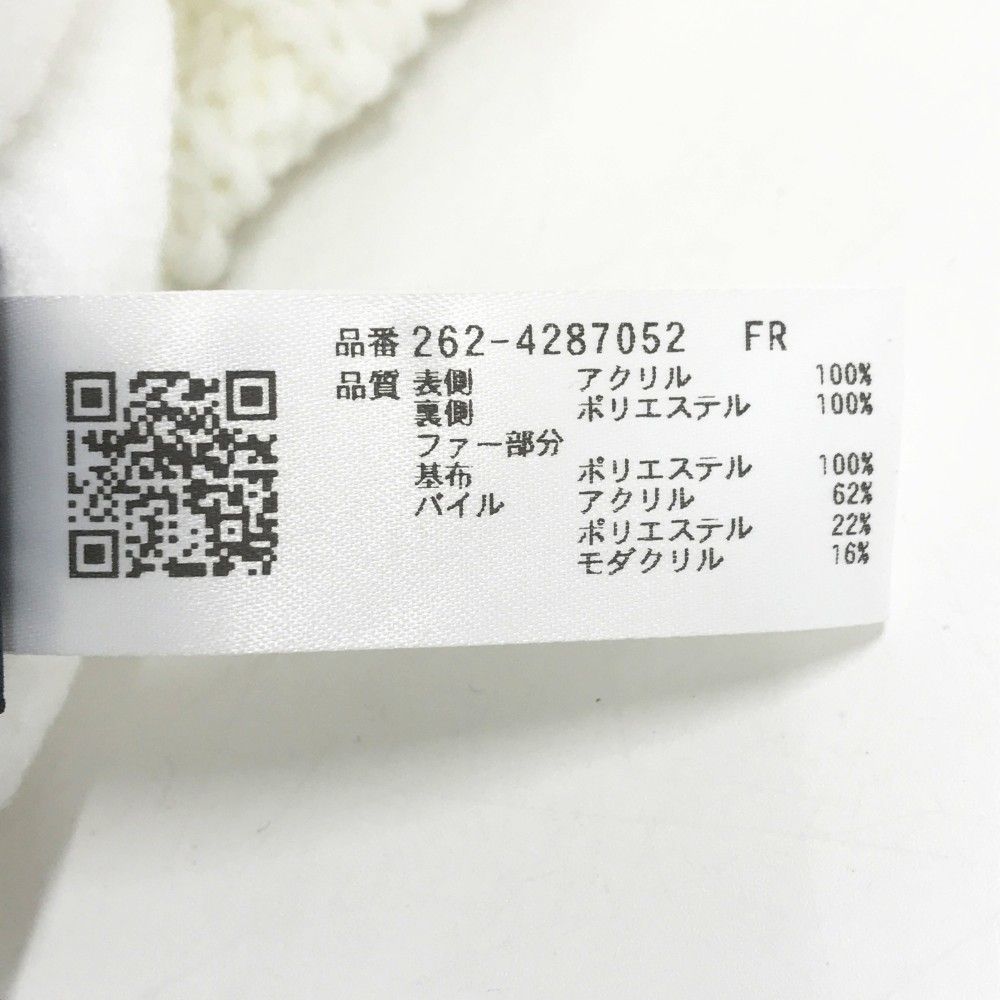 品番 262-4287052 FR
品質 表側 アクリル 100%
裏側 ポリエステル 100%
ファー部分
基布 ポリエステル 100%
パイル アクリル 62%
ポリエステル 22%
モダクリル 16%